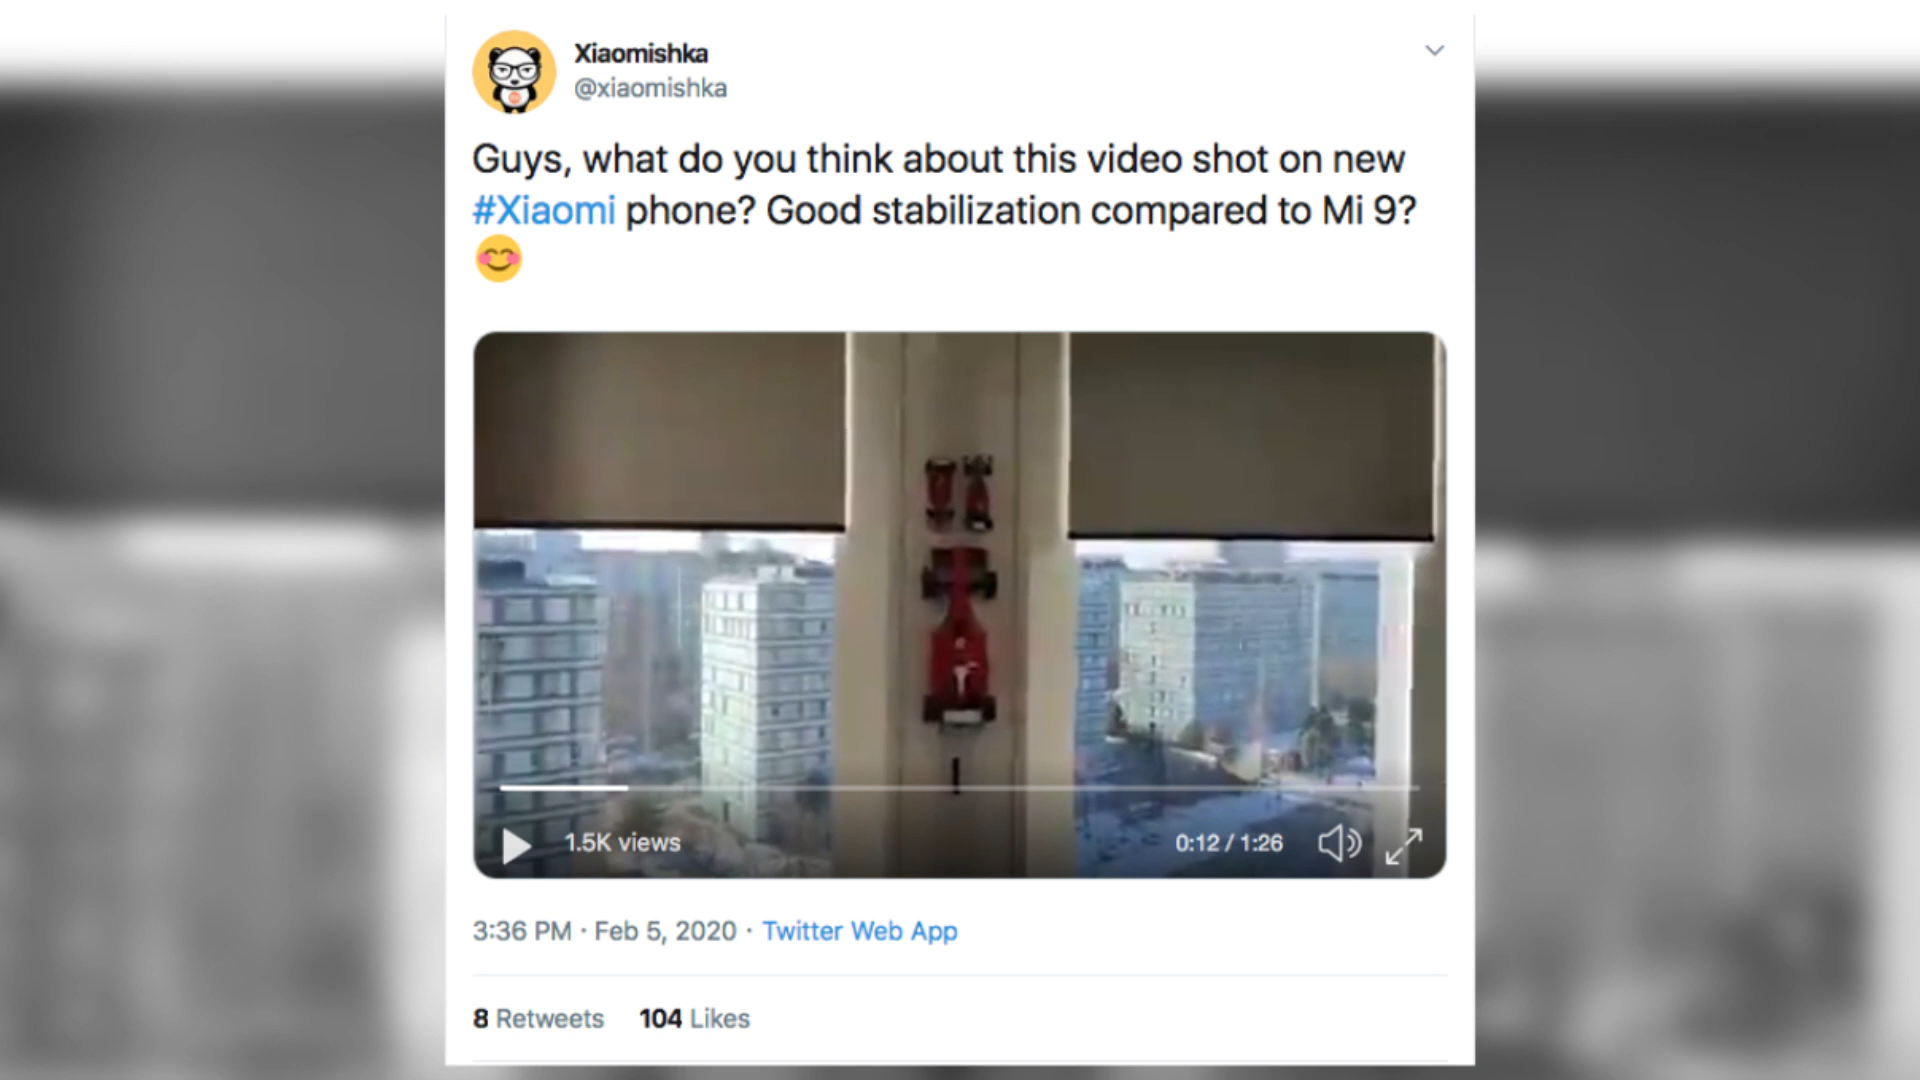 Xiaomishka
@xiaomishka
Guys, what do you think about this video shot on new
#Xiaomi phone? Good stabilization compared to Mi 9?
😊
1.5K views
0:12 / 1:26
3:36 PM · Feb 5, 2020 · Twitter Web App
8 Retweets 104 Likes